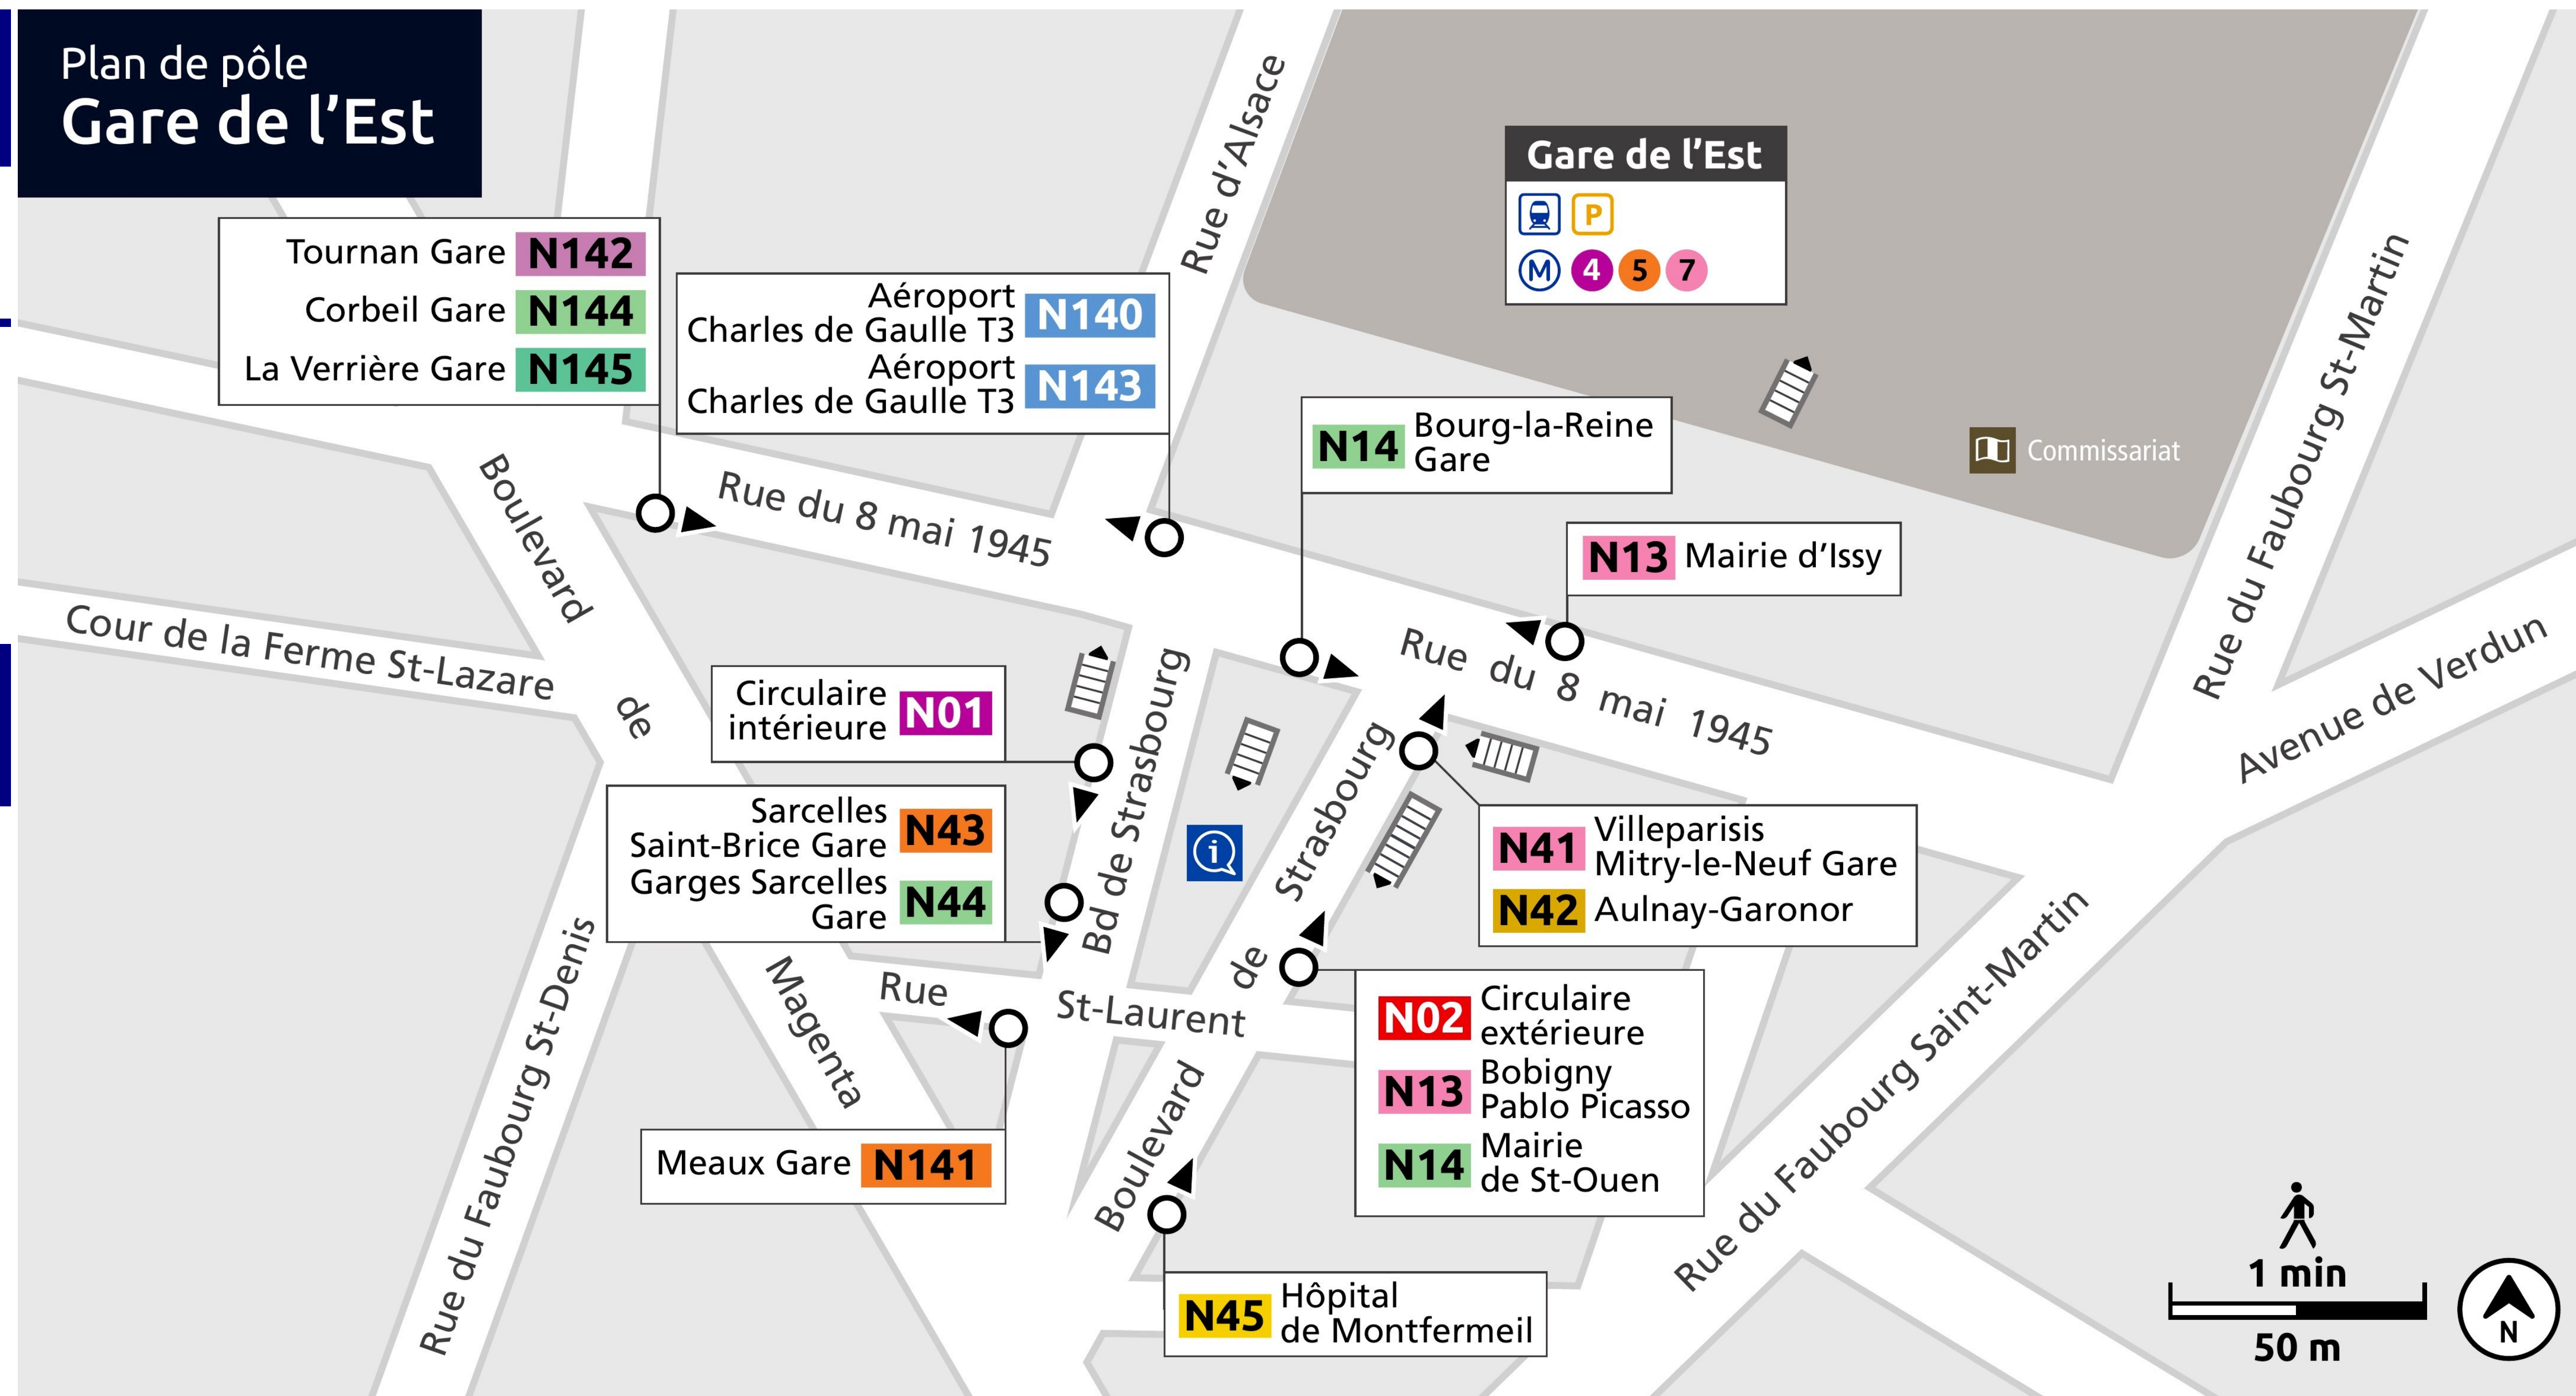 Plan de pôle
Gare de l’Est
Tournan Gare N142
Corbeil Gare N144
La Verrière Gare N145
Aéroport
Charles de Gaulle T3 N140
Aéroport
Charles de Gaulle T3 N143
Rue d’Alsace
Gare de l’Est
P
M 4 5 7
Commissariat
N14 Bourg-la-Reine
Gare
N13 Mairie d’Issy
Rue du 8 mai 1945
Rue du 8 mai 1945
Rue du Faubourg St-Martin
Avenue de Verdun
Boulevard
de
Magenta
Cour de la Ferme St-Lazare
Circulaire
intérieure N01
Sarcelles
Saint-Brice Gare N43
Garges Sarcelles
Gare N44
Bd de Strasbourg
i
Boulevard de Strasbourg
N41 Villeparisis
Mitry-le-Neuf Gare
N42 Aulnay-Garonor
Rue St-Laurent
N02 Circulaire
extérieure
N13 Bobigny
Pablo Picasso
N14 Mairie
de St-Ouen
Meaux Gare N141
N45 Hôpital
de Montfermeil
Rue du Faubourg St-Denis
Rue du Faubourg Saint-Martin
1 min
50 m
N